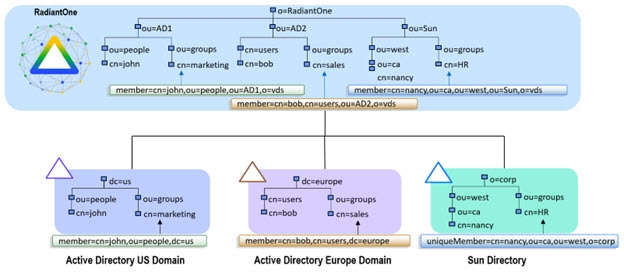 RadiantOne
o=RadiantOne
ou=AD1
ou=AD2
ou=Sun
ou=people
ou=groups
cn=users
ou=groups
ou=west
ou=groups
cn=john
cn=marketing
cn=bob
cn=sales
ou=ca
cn=HR
cn=nancy
member=cn=john,ou=people,ou=AD1,o=vds
member=cn=nancy,ou=ca,ou=west,ou=Sun,o=vds
member=cn=bob,cn=users,ou=AD2,o=vds
dc=us
dc=europe
o=corp
ou=people
ou=groups
cn=users
ou=groups
ou=west
ou=groups
cn=john
cn=marketing
cn=bob
cn=sales
ou=ca
cn=HR
cn=nancy
member=cn=john,ou=people,dc=us
member=cn=bob,cn=users,dc=europe
uniqueMember=cn=nancy,ou=ca,ou=west,o=corp
Active Directory US Domain
Active Directory Europe Domain
Sun Directory